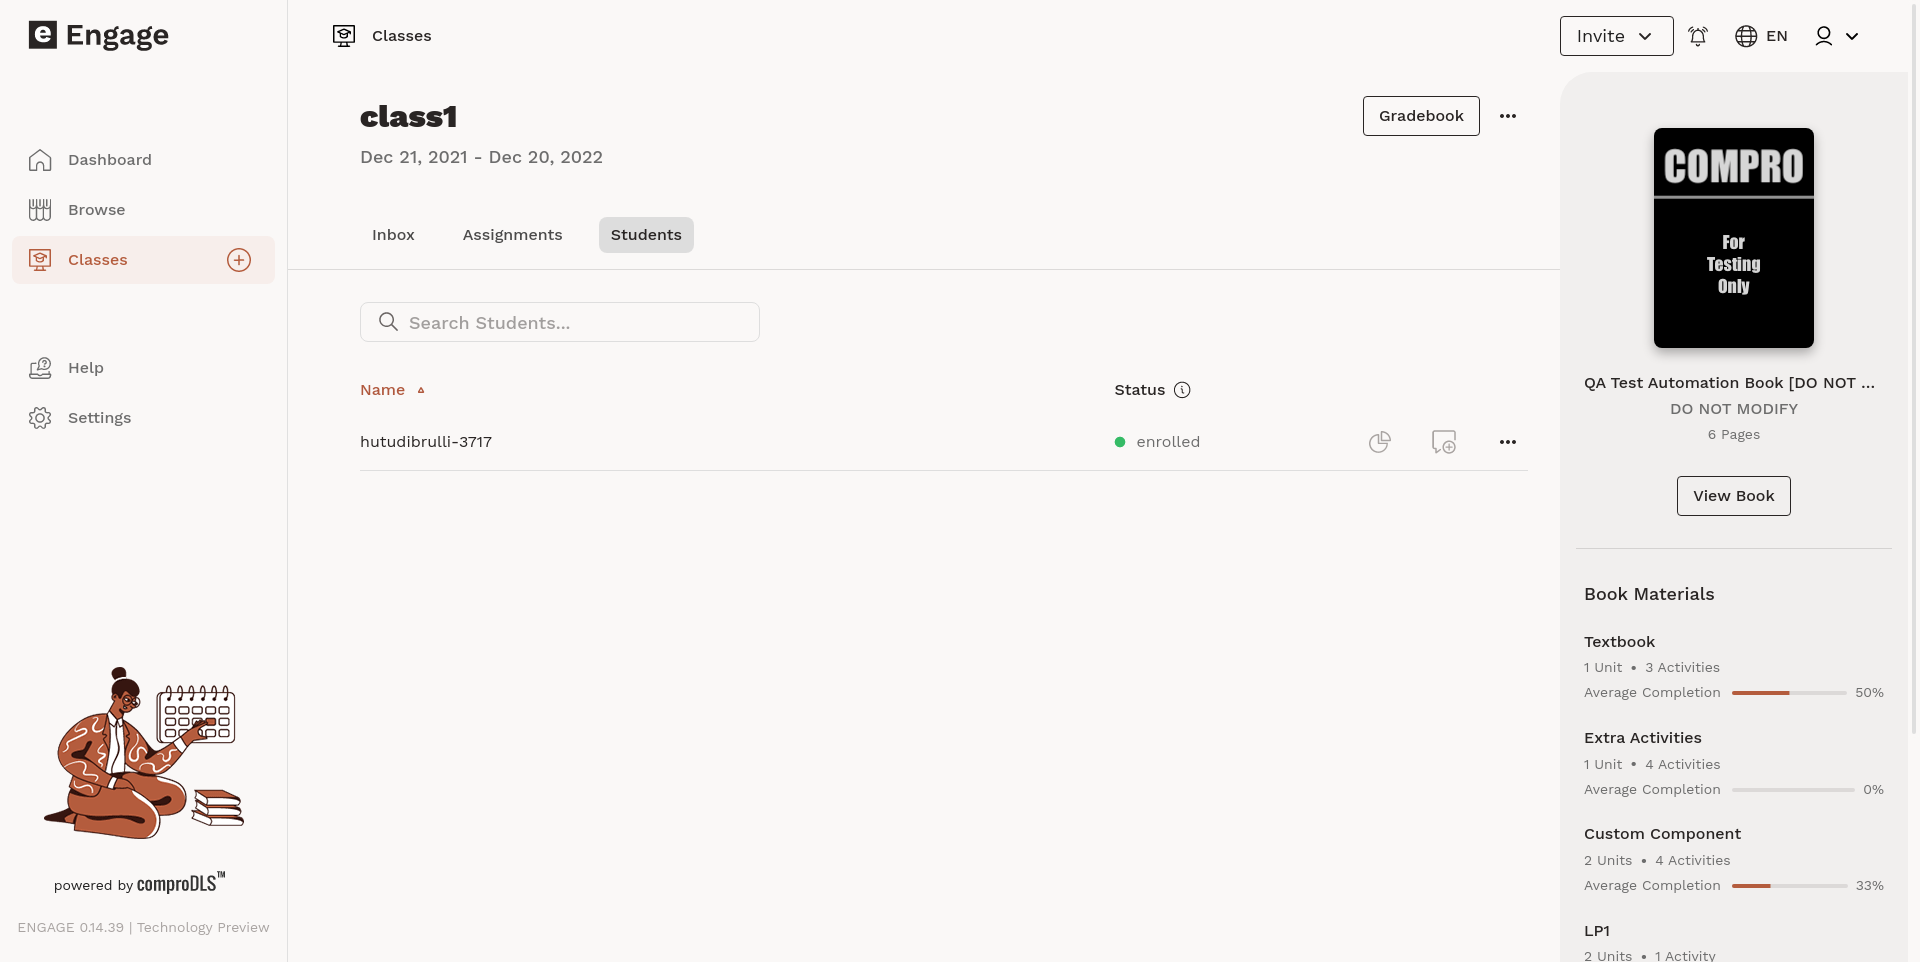 e Engage
Classes
Invite
EN
Dashboard
Browse
Classes
Help
Settings
powered by comproDLS™
ENGAGE 0.14.39 | Technology Preview
class1
Gradebook
Dec 21, 2021 - Dec 20, 2022
Inbox
Assignments
Students
Search Students...
Name
Status
hutudibrulli-3717
enrolled
COMPRO
For
Testing
Only
QA Test Automation Book [DO NOT ...
DO NOT MODIFY
6 Pages
View Book
Book Materials
Textbook
1 Unit • 3 Activities
Average Completion 50%
Extra Activities
1 Unit • 4 Activities
Average Completion 0%
Custom Component
2 Units • 4 Activities
Average Completion 33%
LP1
2 Units • 1 Activity